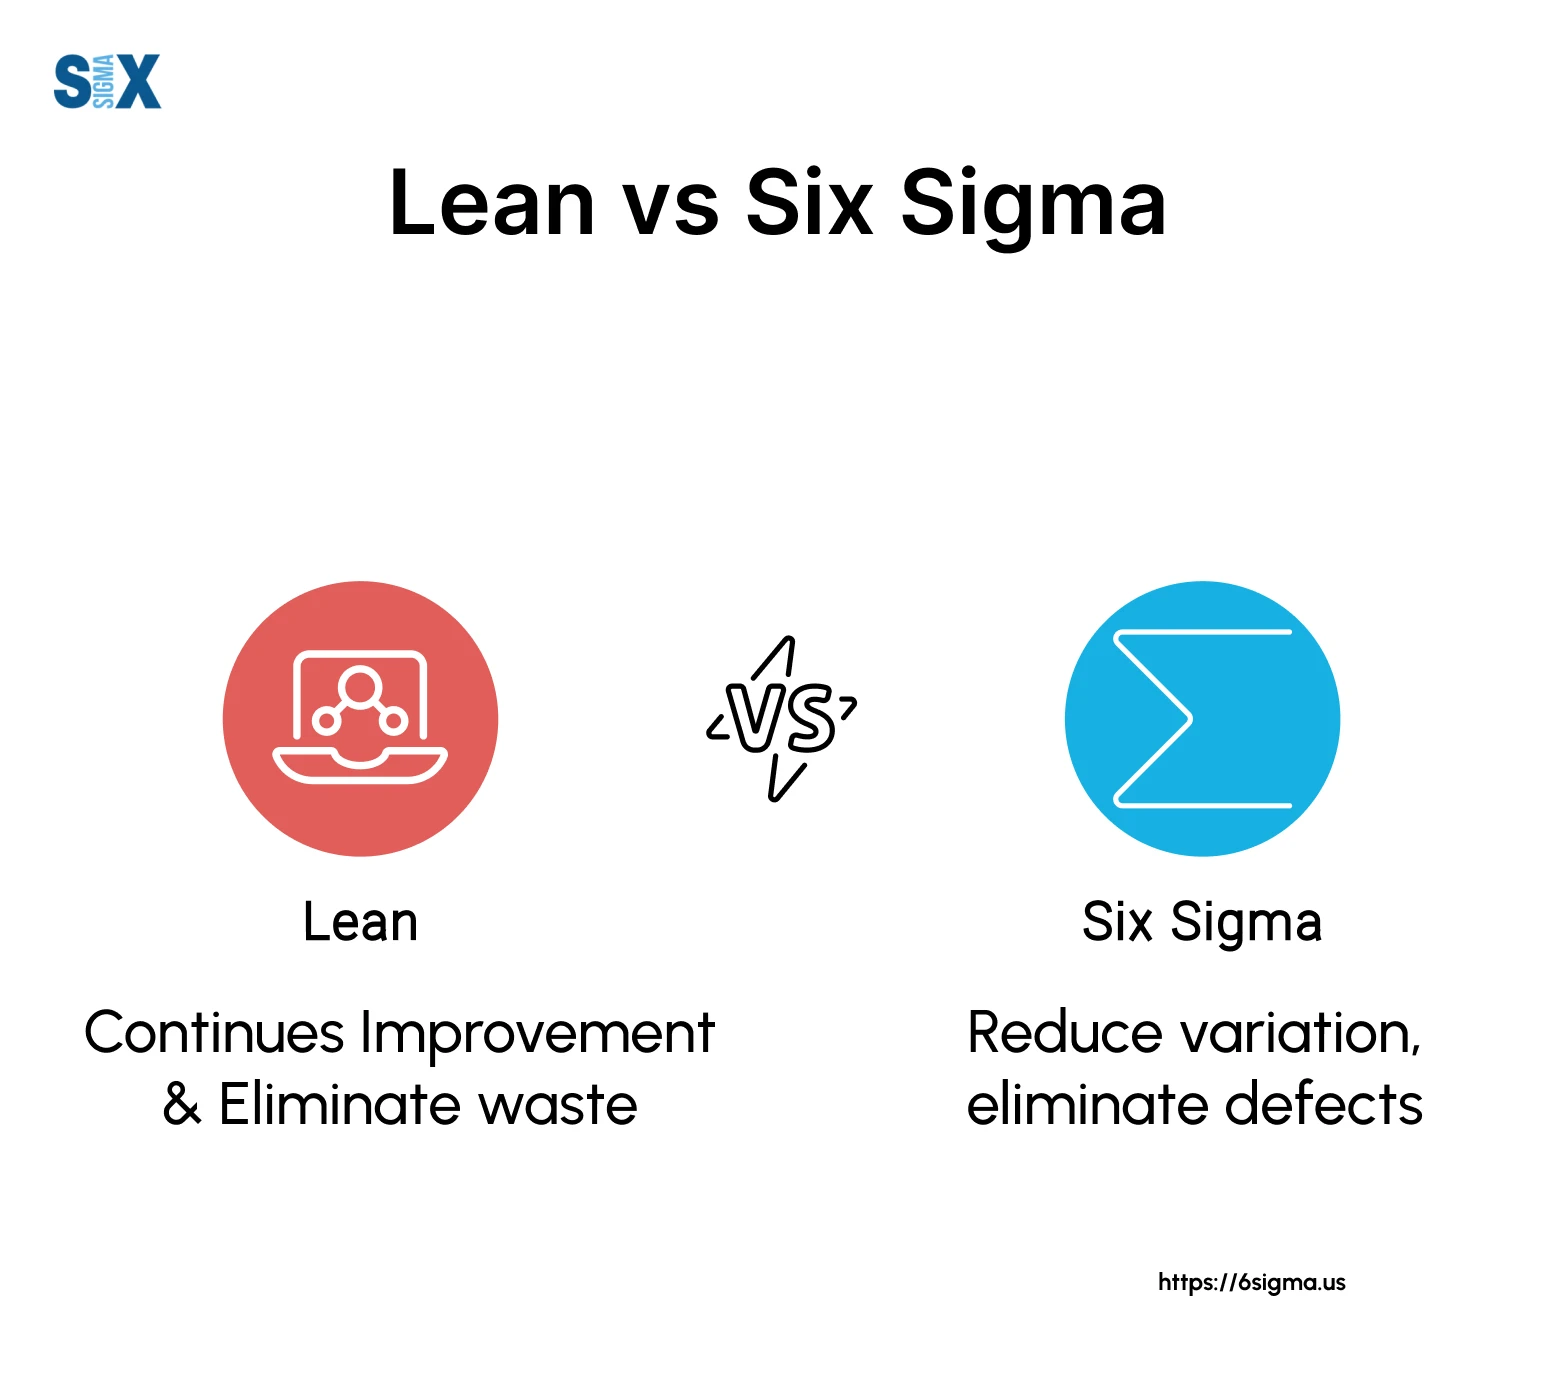 SIX
SIGMA
Lean vs Six Sigma
VS
Lean
Six Sigma
Continues Improvement
& Eliminate waste
Reduce variation,
eliminate defects
https://6sigma.us